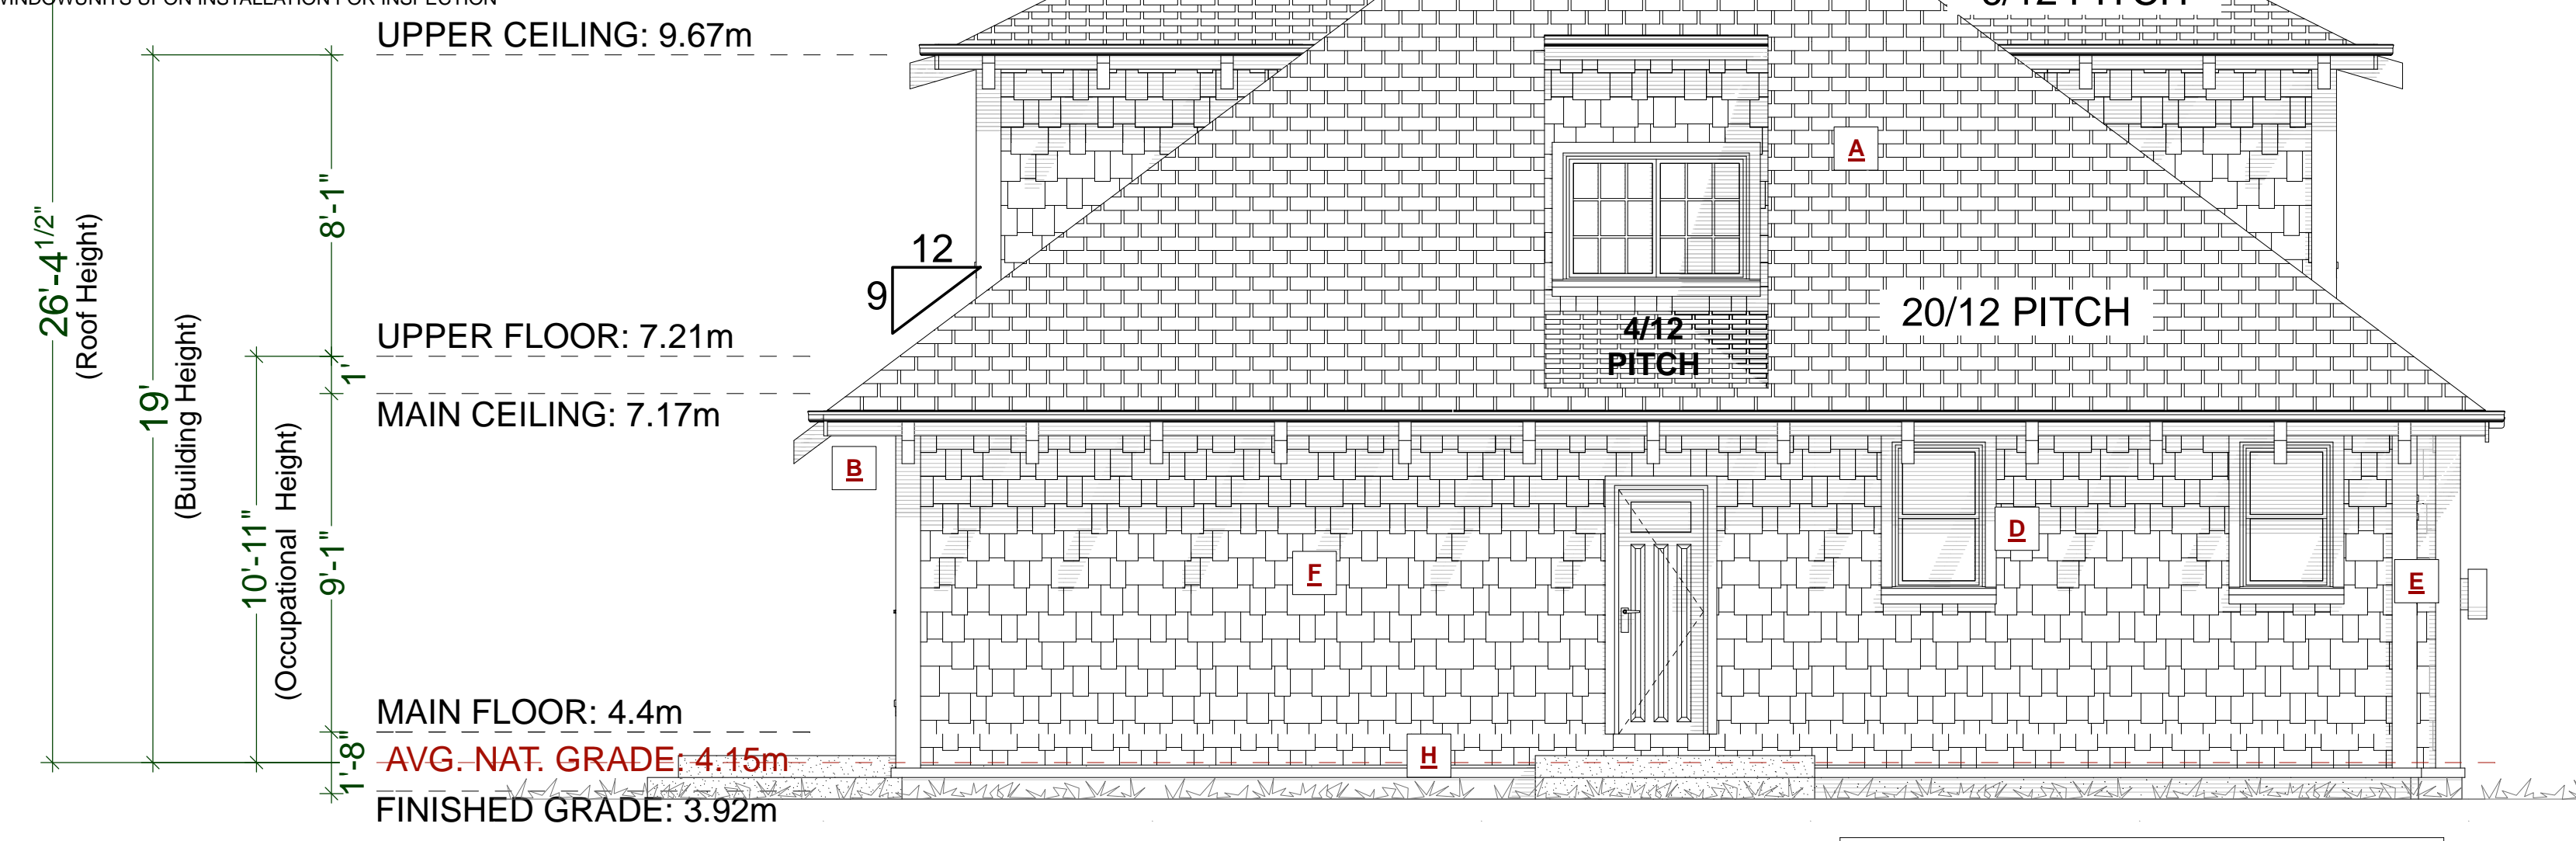 UPPER CEILING: 9.67m
26'-4 1/2"
(Roof Height)
19'
(Building Height)
10'-11"
(Occupational Height)
8'-1"
1'
9'-1"
1'-8"
12
9
UPPER FLOOR: 7.21m
MAIN CEILING: 7.17m
MAIN FLOOR: 4.4m
AVG. NAT. GRADE: 4.15m
FINISHED GRADE: 3.92m
A
20/12 PITCH
4/12
PITCH
B
D
F
E
H